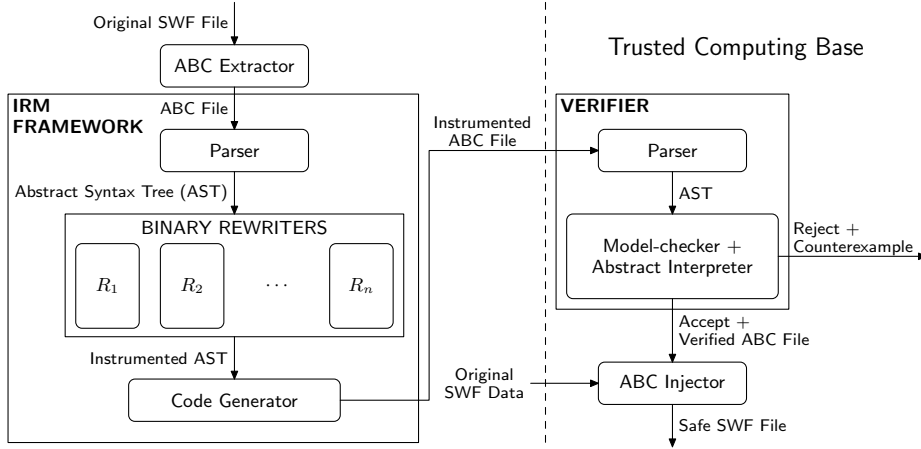 Original SWF File
ABC Extractor
IRM
FRAMEWORK
ABC File
Parser
Abstract Syntax Tree (AST)
BINARY REWRITERS
R1
R2
···
Rn
Instrumented AST
Code Generator
Instrumented
ABC File
Original
SWF Data
Trusted Computing Base
VERIFIER
Parser
AST
Model-checker +
Abstract Interpreter
Reject +
Counterexample
Accept +
Verified ABC File
ABC Injector
Safe SWF File